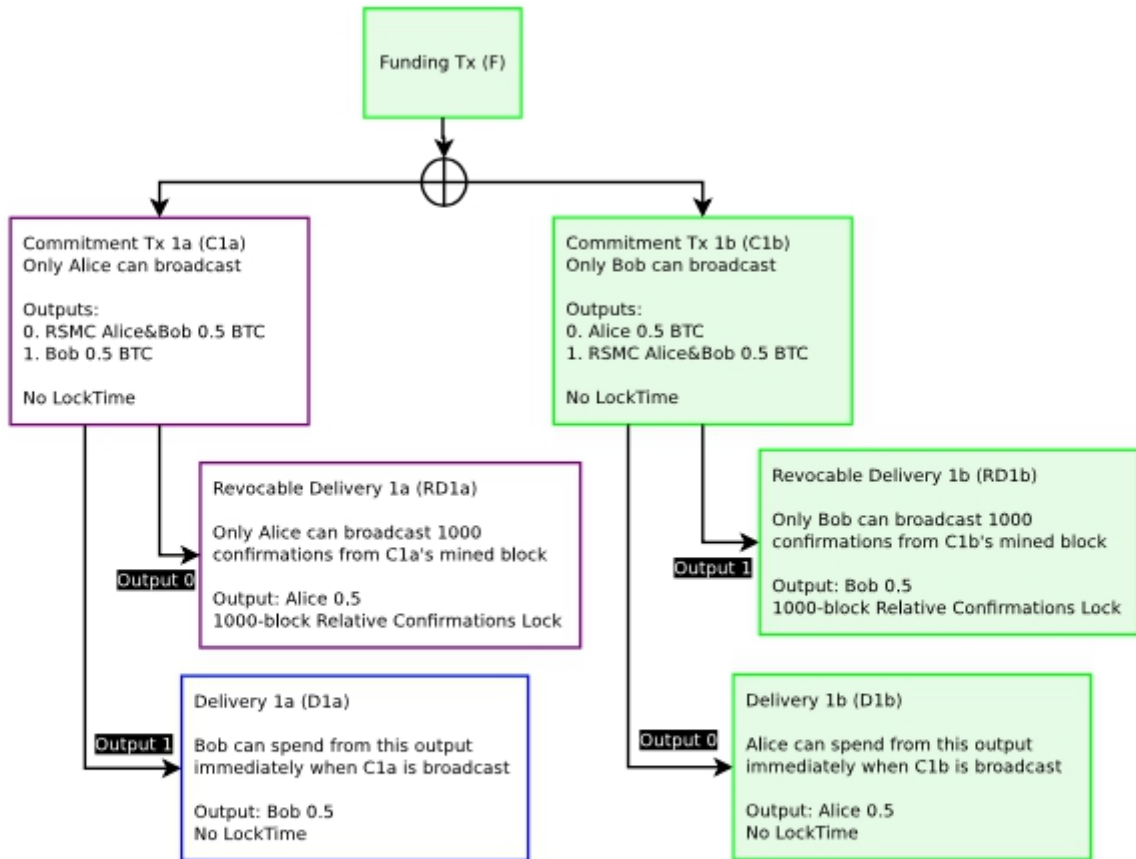 Funding Tx (F)
Commitment Tx 1a (C1a)
Only Alice can broadcast
Outputs:
0. RSMC Alice&Bob 0.5 BTC
1. Bob 0.5 BTC
No LockTime
Commitment Tx 1b (C1b)
Only Bob can broadcast
Outputs:
0. Alice 0.5 BTC
1. RSMC Alice&Bob 0.5 BTC
No LockTime
Revocable Delivery 1a (RD1a)
Only Alice can broadcast 1000
confirmations from C1a's mined block
Output: Alice 0.5
1000-block Relative Confirmations Lock
Output 0
Revocable Delivery 1b (RD1b)
Only Bob can broadcast 1000
confirmations from C1b's mined block
Output: Bob 0.5
1000-block Relative Confirmations Lock
Output 1
Delivery 1a (D1a)
Bob can spend from this output
immediately when C1a is broadcast
Output: Bob 0.5
No LockTime
Output 1
Delivery 1b (D1b)
Alice can spend from this output
immediately when C1b is broadcast
Output: Alice 0.5
No LockTime
Output 0